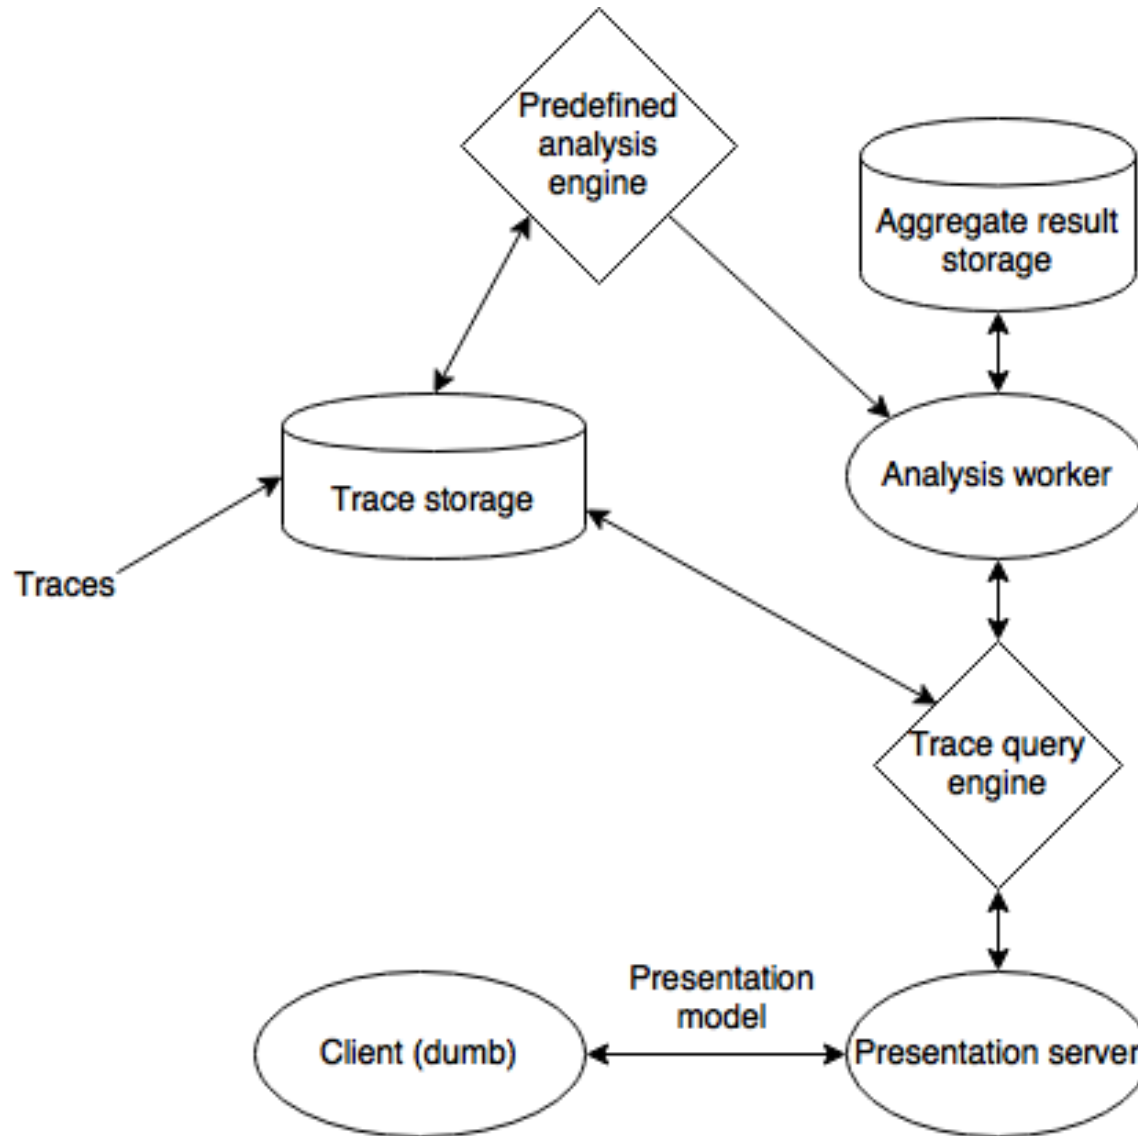 Predefined
analysis
engine
Aggregate result
storage
Trace storage
Analysis worker
Traces
Trace query
engine
Presentation
model
Client (dumb)
Presentation server